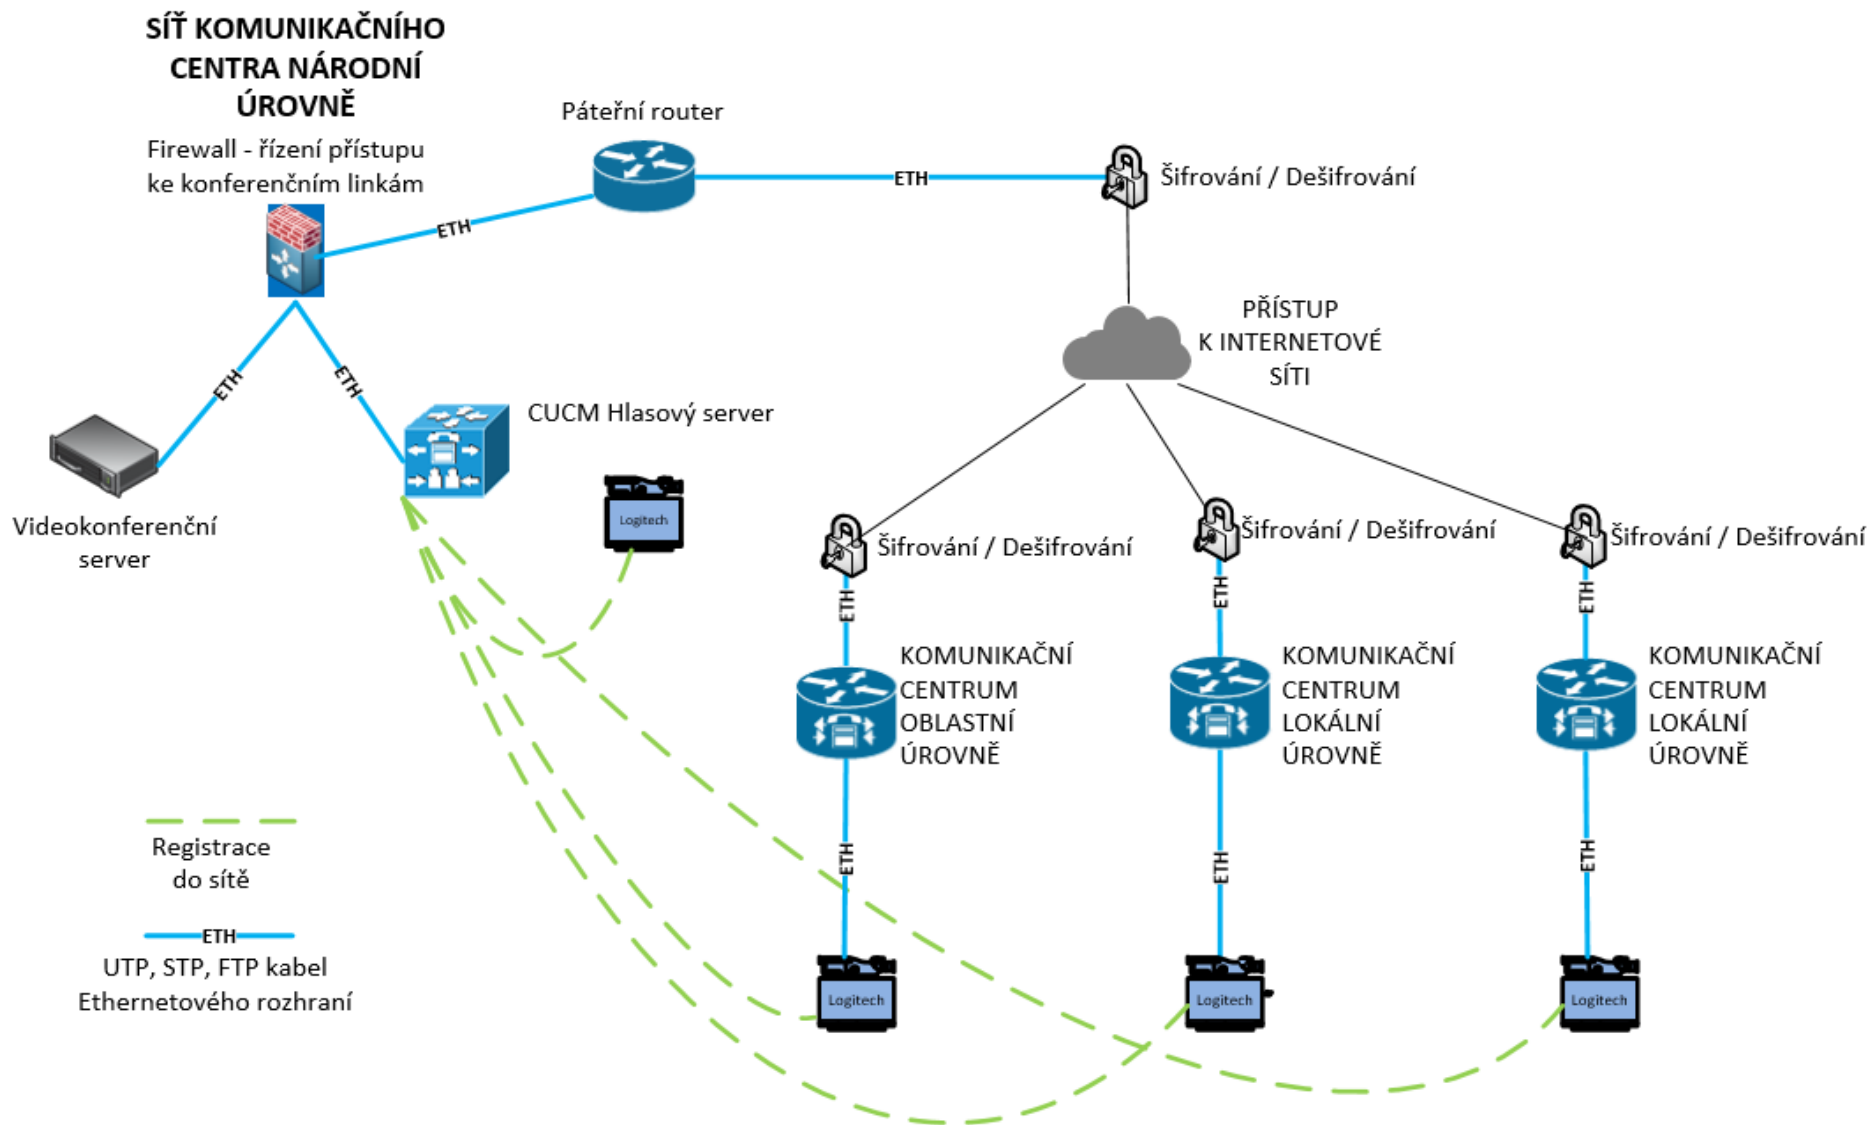 SÍŤ KOMUNIKAČNÍHO
CENTRA NÁRODNÍ
ÚROVNĚ
Firewall - řízení přístupu
ke konferenčním linkám
Páteřní router
ETH
ETH
Šifrování / Dešifrování
PŘÍSTUP
K INTERNETOVÉ
SÍTI
ETH
ETH
CUCM Hlasový server
Videokonferenční
server
Logitech
Šifrování / Dešifrování
Šifrování / Dešifrování
Šifrování / Dešifrování
ETH
ETH
ETH
KOMUNIKAČNÍ
CENTRUM
OBLASTNÍ
ÚROVNĚ
KOMUNIKAČNÍ
CENTRUM
LOKÁLNÍ
ÚROVNĚ
KOMUNIKAČNÍ
CENTRUM
LOKÁLNÍ
ÚROVNĚ
ETH
ETH
ETH
Logitech
Logitech
Logitech
Registrace
do sítě
ETH
UTP, STP, FTP kabel
Ethernetového rozhraní